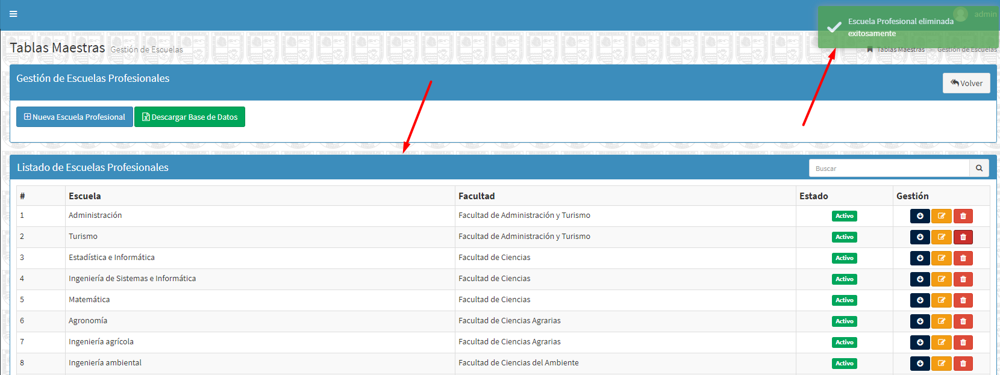 admin
Escuela Profesional eliminada
exitosamente
Tablas Maestras Gestión de Escuelas
Tablas Maestras > Gestión de Escuelas
Gestión de Escuelas Profesionales
Volver
Nueva Escuela Profesional Descargar Base de Datos
Listado de Escuelas Profesionales Buscar
# Escuela Facultad Estado Gestión
1 Administración Facultad de Administración y Turismo Activo
2 Turismo Facultad de Administración y Turismo Activo
3 Estadística e Informática Facultad de Ciencias Activo
4 Ingeniería de Sistemas e Informática Facultad de Ciencias Activo
5 Matemática Facultad de Ciencias Activo
6 Agronomía Facultad de Ciencias Agrarias Activo
7 Ingeniería agrícola Facultad de Ciencias Agrarias Activo
8 Ingeniería ambiental Facultad de Ciencias del Ambiente Activo